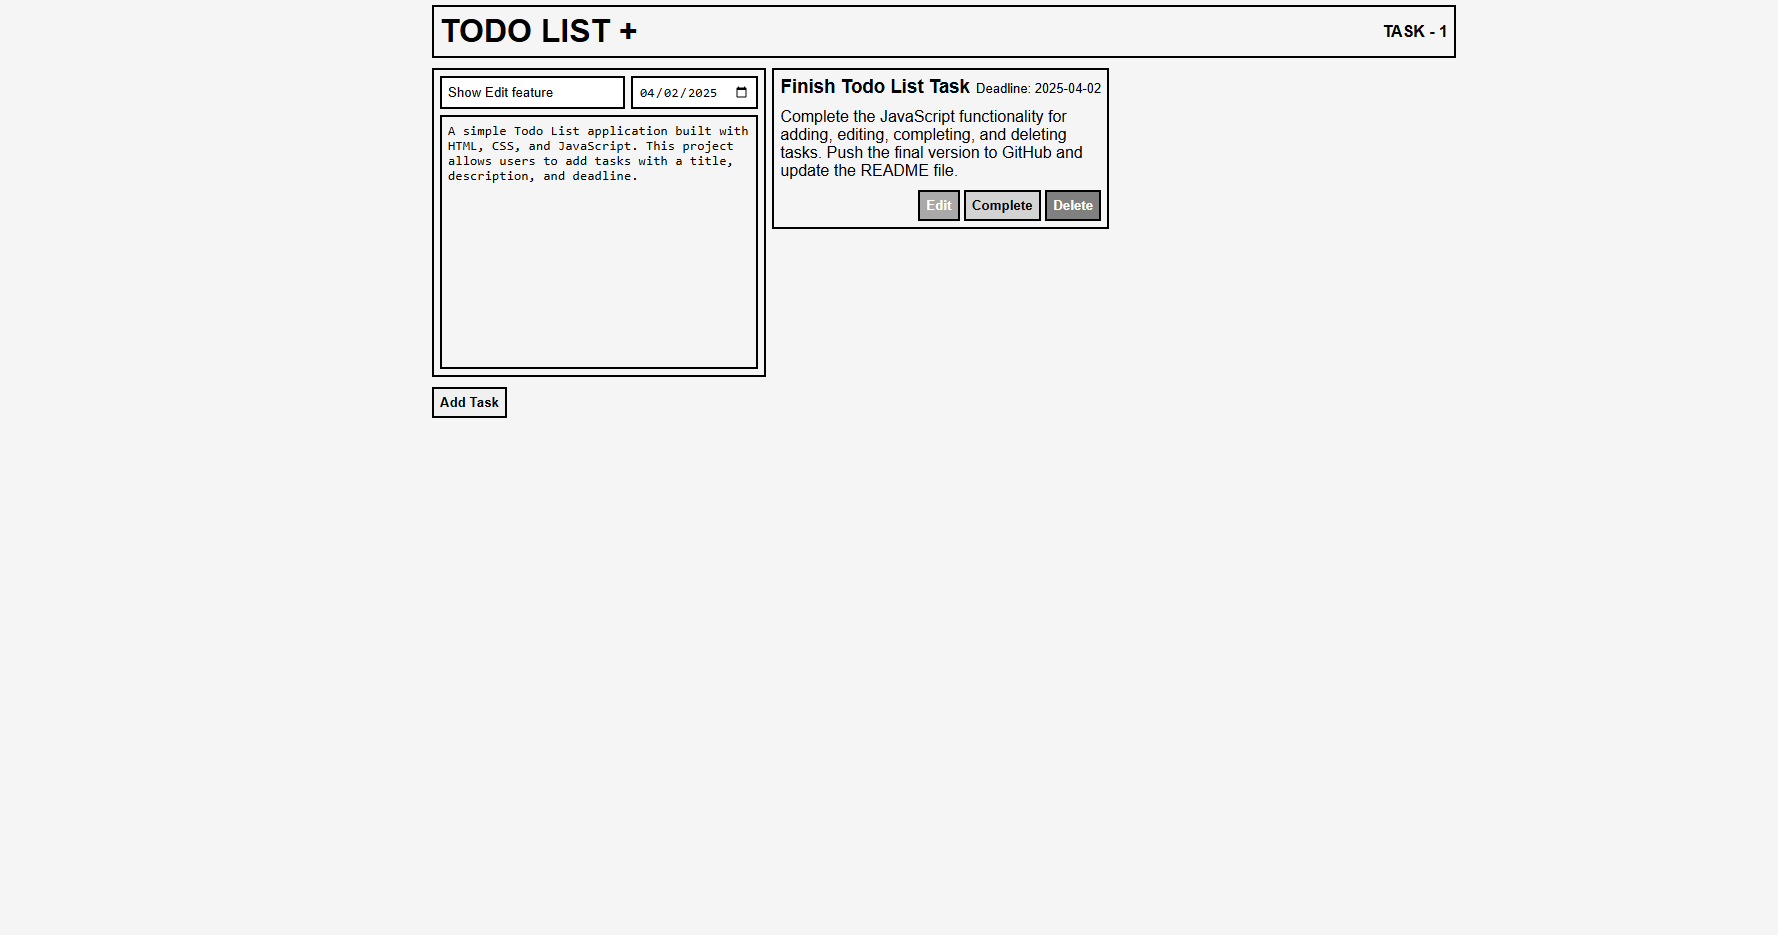 TODO LIST +
TASK - 1
Show Edit feature
04/02/2025
A simple Todo List application built with
HTML, CSS, and JavaScript. This project
allows users to add tasks with a title,
description, and deadline.
Add Task
Finish Todo List Task
Deadline: 2025-04-02
Complete the JavaScript functionality for
adding, editing, completing, and deleting
tasks. Push the final version to GitHub and
update the README file.
Edit
Complete
Delete